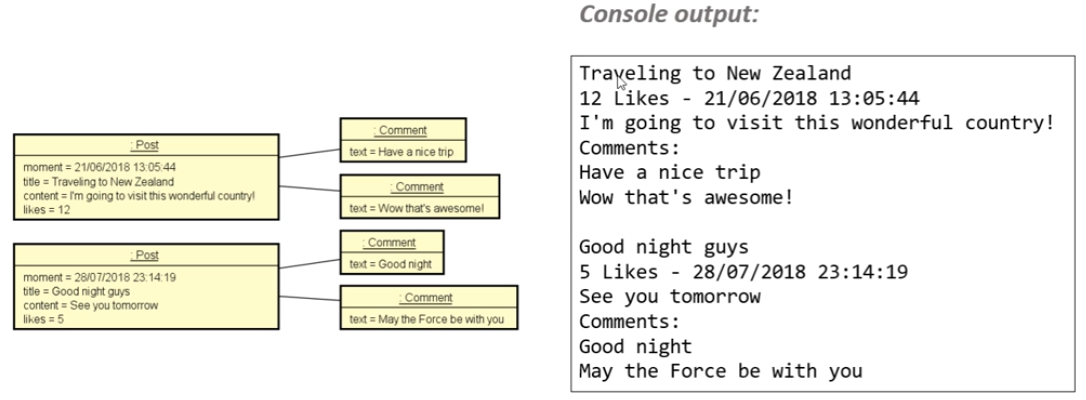 Console output:
: Post
moment = 21/06/2018 13:05:44
title = Traveling to New Zealand
content = I'm going to visit this wonderful country!
likes = 12
: Comment
text = Have a nice trip
: Comment
text = Wow that's awesome!
: Post
moment = 28/07/2018 23:14:19
title = Good night guys
content = See you tomorrow
likes = 5
: Comment
text = Good night
: Comment
text = May the Force be with you
Traveling to New Zealand
12 Likes - 21/06/2018 13:05:44
I'm going to visit this wonderful country!
Comments:
Have a nice trip
Wow that's awesome!
Good night guys
5 Likes - 28/07/2018 23:14:19
See you tomorrow
Comments:
Good night
May the Force be with you